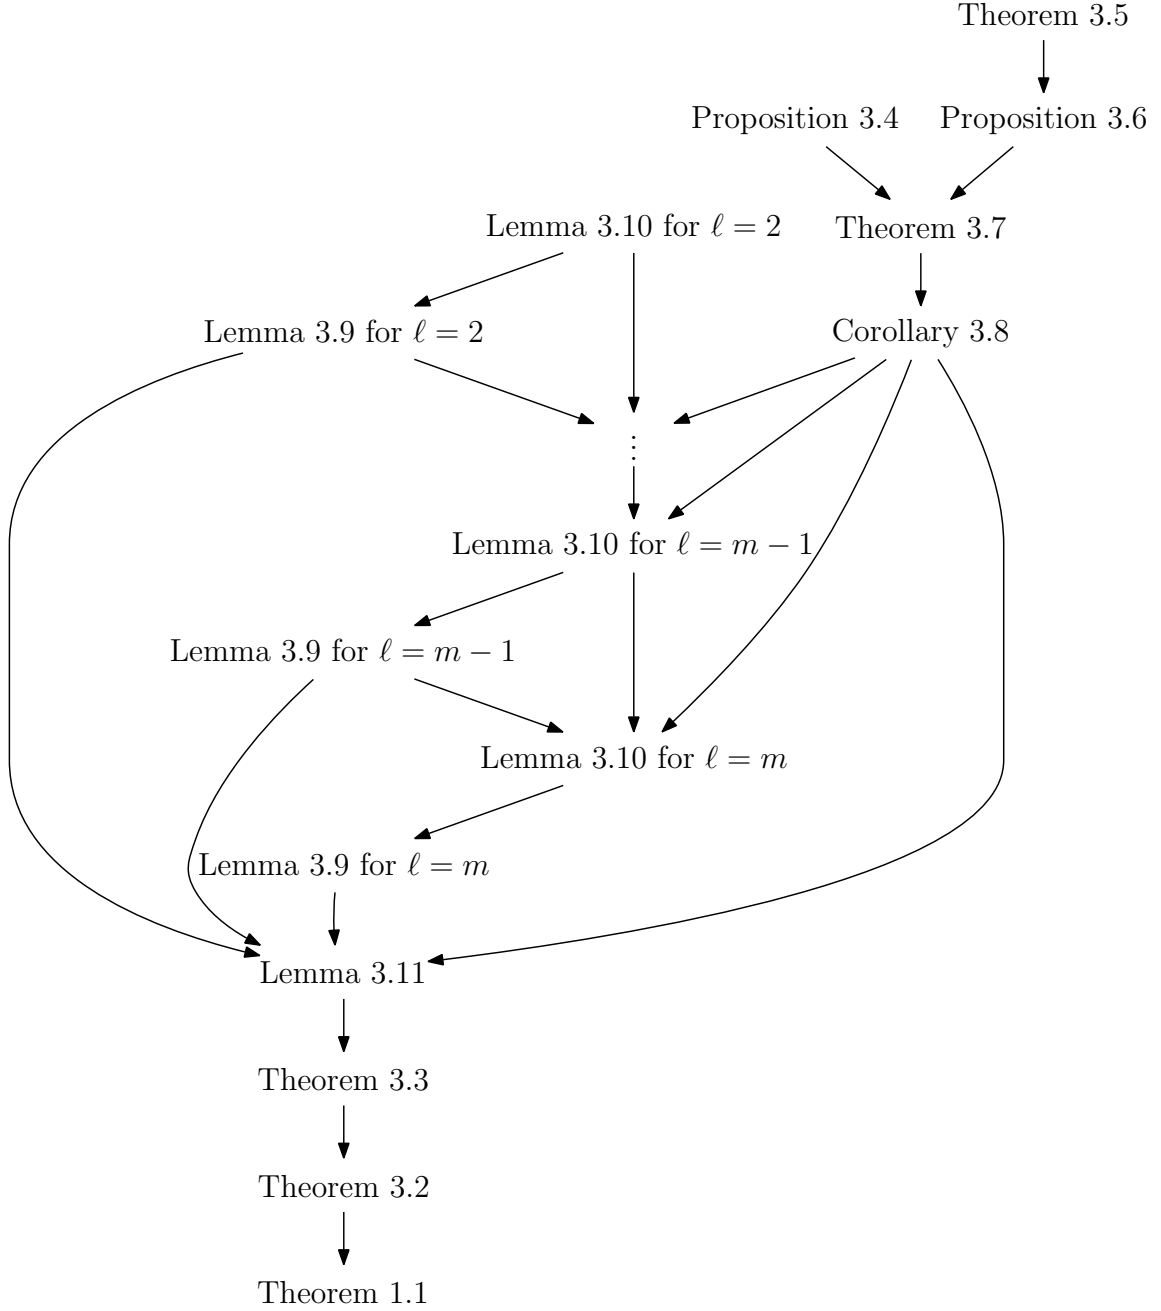 Theorem 3.5
Proposition 3.4
Proposition 3.6
Lemma 3.10 for ℓ = 2
Theorem 3.7
Lemma 3.9 for ℓ = 2
Corollary 3.8
⋮
Lemma 3.10 for ℓ = m − 1
Lemma 3.9 for ℓ = m − 1
Lemma 3.10 for ℓ = m
Lemma 3.9 for ℓ = m
Lemma 3.11
Theorem 3.3
Theorem 3.2
Theorem 1.1